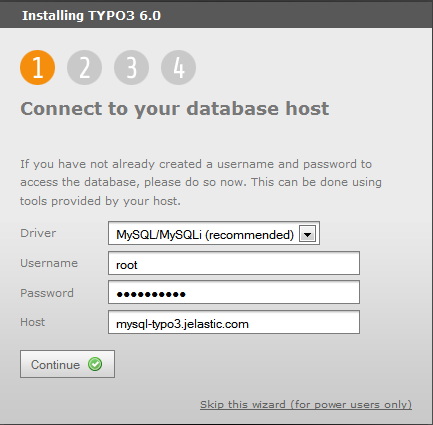 Installing TYPO3 6.0
1 2 3 4
Connect to your database host
If you have not already created a username and password to
access the database, please do so now. This can be done using
tools provided by your host.
Driver MySQL/MySQLi (recommended)
Username root
Password ●●●●●●●●●●
Host mysql-typo3.jelastic.com
Continue
Skip this wizard (for power users only)